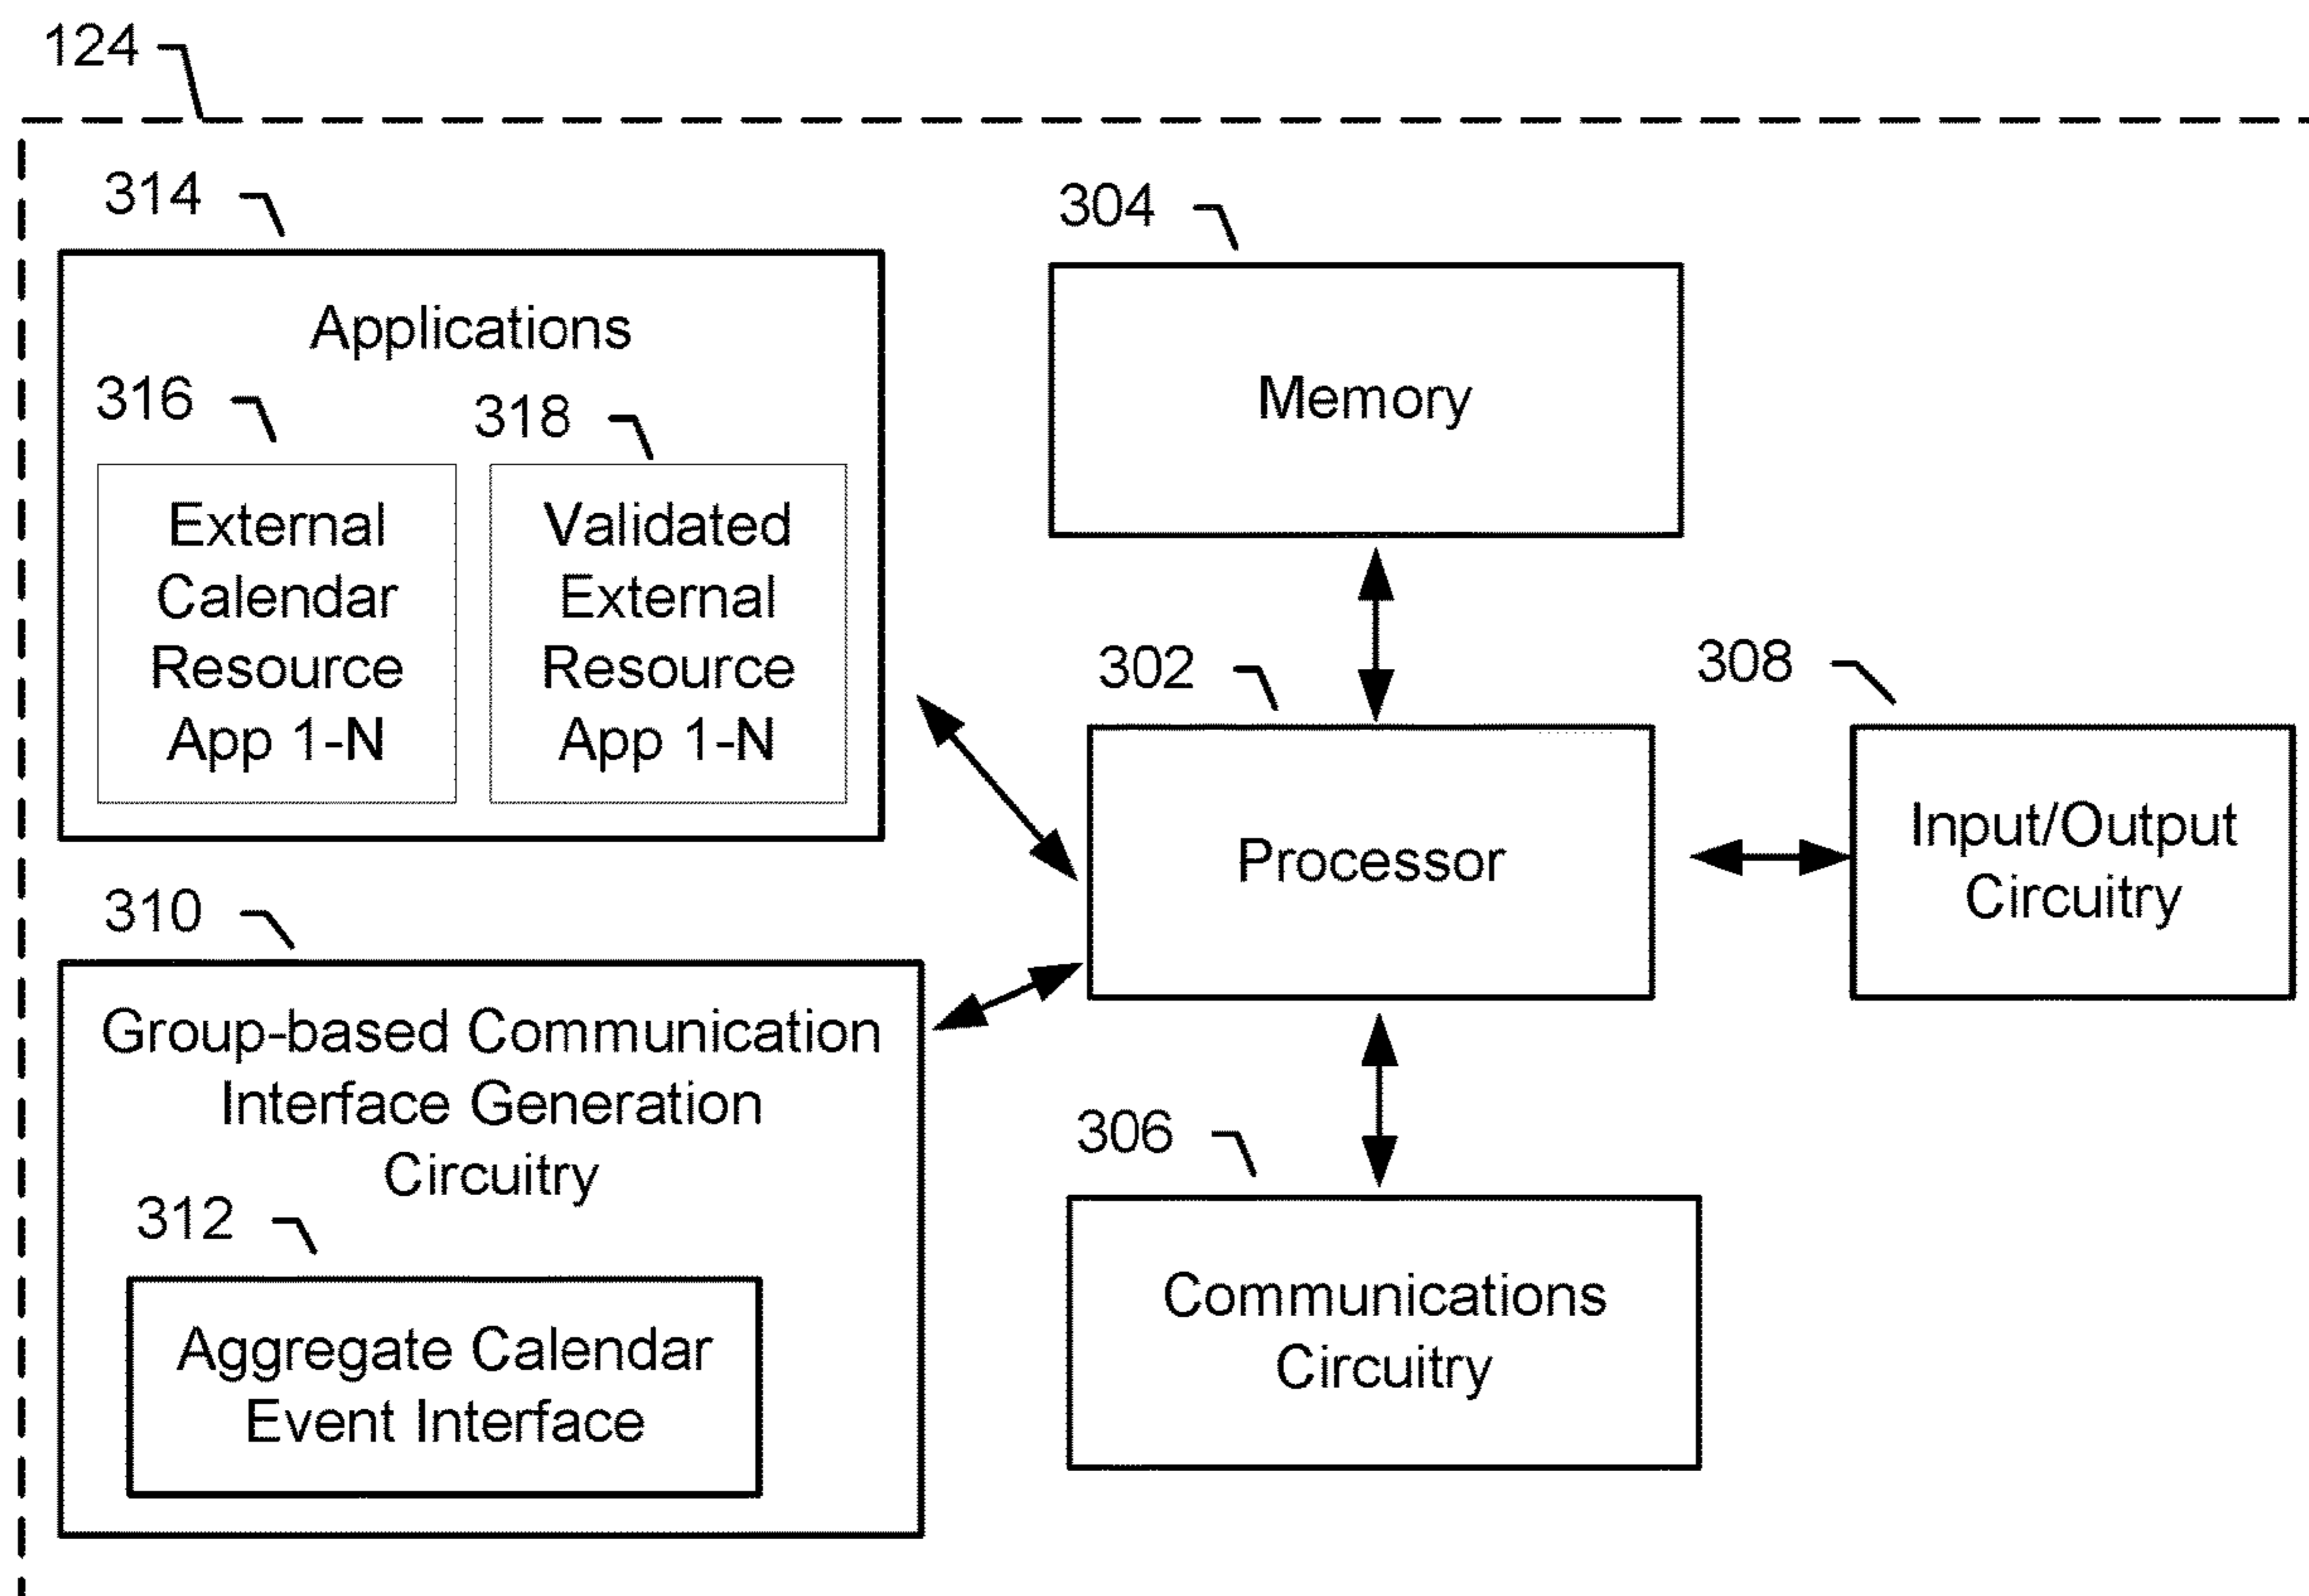 124
314
Applications
316
318
External
Calendar
Resource
App 1-N
Validated
External
Resource
App 1-N
304
Memory
302
Processor
308
Input/Output
Circuitry
310
Group-based Communication
Interface Generation
Circuitry
312
Aggregate Calendar
Event Interface
306
Communications
Circuitry